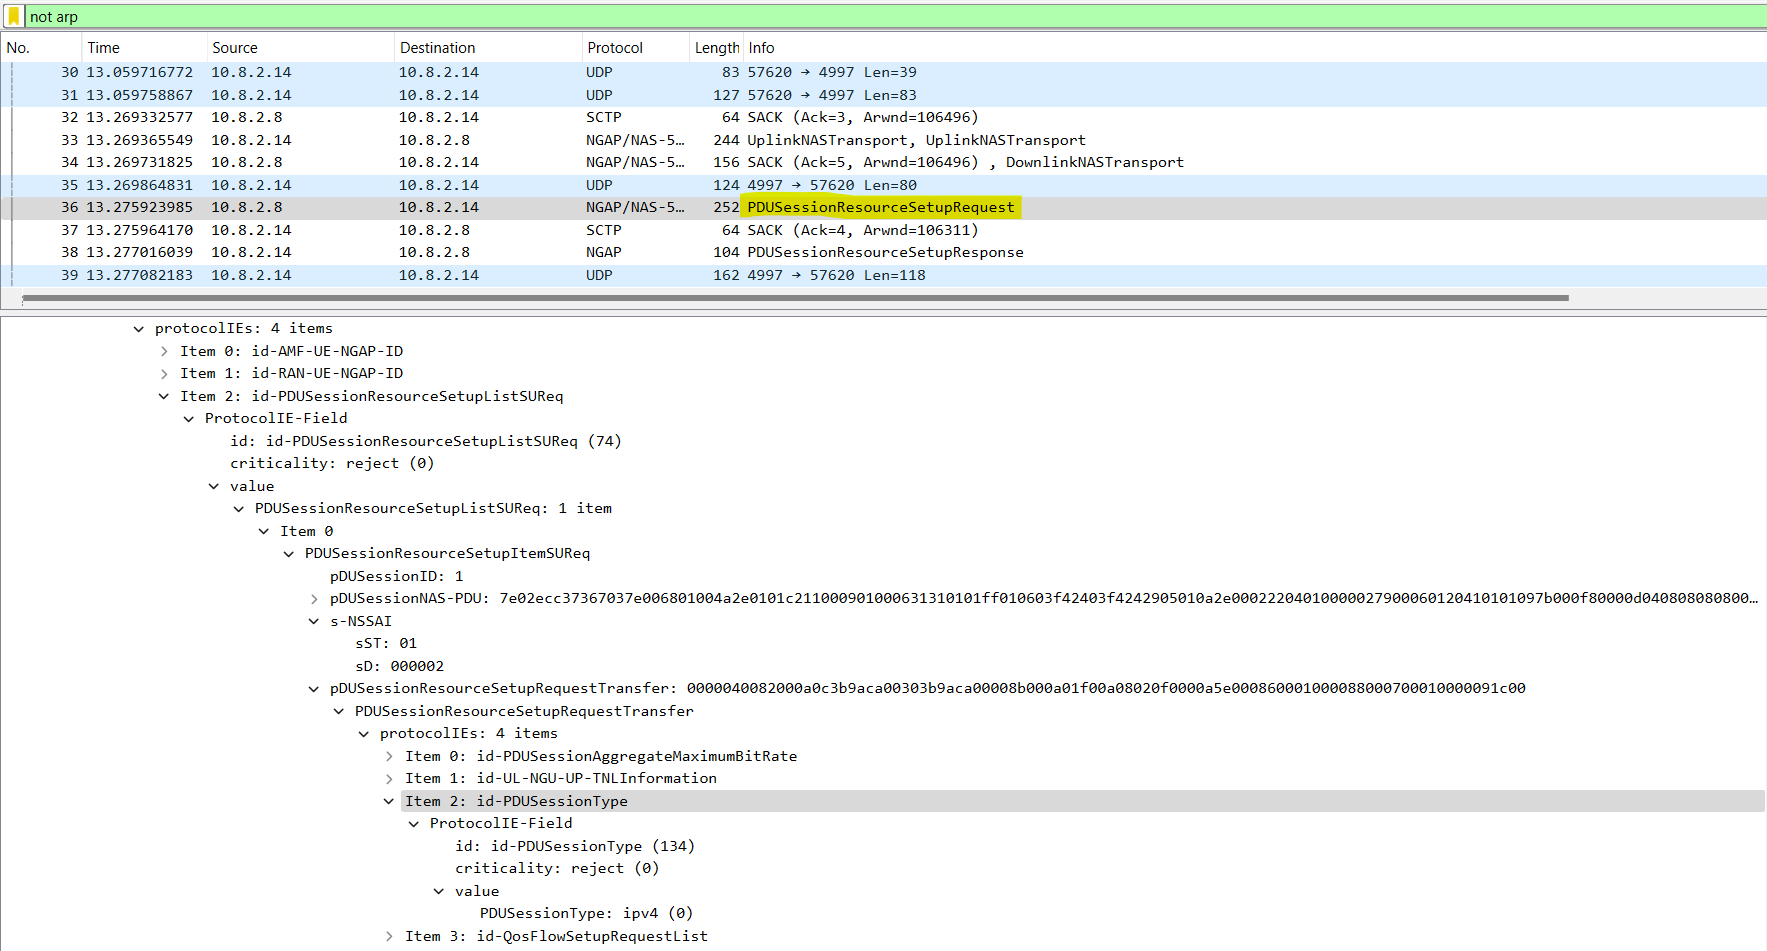 not arp
No. Time Source Destination Protocol Length Info
30 13.059716772 10.8.2.14 10.8.2.14 UDP 83 57620 → 4997 Len=39
31 13.059758867 10.8.2.14 10.8.2.14 UDP 127 57620 → 4997 Len=83
32 13.269332577 10.8.2.8 10.8.2.14 SCTP 64 SACK (Ack=3, Arwnd=106496)
33 13.269365549 10.8.2.14 10.8.2.8 NGAP/NAS-5… 244 UplinkNASTransport, UplinkNASTransport
34 13.269731825 10.8.2.8 10.8.2.14 NGAP/NAS-5… 156 SACK (Ack=5, Arwnd=106496) , DownlinkNASTransport
35 13.269864831 10.8.2.14 10.8.2.14 UDP 124 4997 → 57620 Len=80
36 13.275923985 10.8.2.8 10.8.2.14 NGAP/NAS-5… 252 PDUSessionResourceSetupRequest
37 13.275964170 10.8.2.14 10.8.2.8 SCTP 64 SACK (Ack=4, Arwnd=106311)
38 13.277016039 10.8.2.14 10.8.2.8 NGAP 104 PDUSessionResourceSetupResponse
39 13.277082183 10.8.2.14 10.8.2.14 UDP 162 4997 → 57620 Len=118
protocolIEs: 4 items
Item 0: id-AMF-UE-NGAP-ID
Item 1: id-RAN-UE-NGAP-ID
Item 2: id-PDUSessionResourceSetupListSUReq
ProtocolIE-Field
id: id-PDUSessionResourceSetupListSUReq (74)
criticality: reject (0)
value
PDUSessionResourceSetupListSUReq: 1 item
Item 0
PDUSessionResourceSetupItemSUReq
pDUSessionID: 1
pDUSessionNAS-PDU: 7e02ecc37367037e006801004a2e0101c211000901000631310101ff010603f42403f4242905010a2e0002220401000002790006012041010109​7b000f80000d040808080800…
s-NSSAI
sST: 01
sD: 000002
pDUSessionResourceSetupRequestTransfer: 0000040082000a0c3b9aca00303b9aca00008b000a01f00a08020f0000a5e000860001000088000700010000091c00
PDUSessionResourceSetupRequestTransfer
protocolIEs: 4 items
Item 0: id-PDUSessionAggregateMaximumBitRate
Item 1: id-UL-NGU-UP-TNLInformation
Item 2: id-PDUSessionType
ProtocolIE-Field
id: id-PDUSessionType (134)
criticality: reject (0)
value
PDUSessionType: ipv4 (0)
Item 3: id-QosFlowSetupRequestList